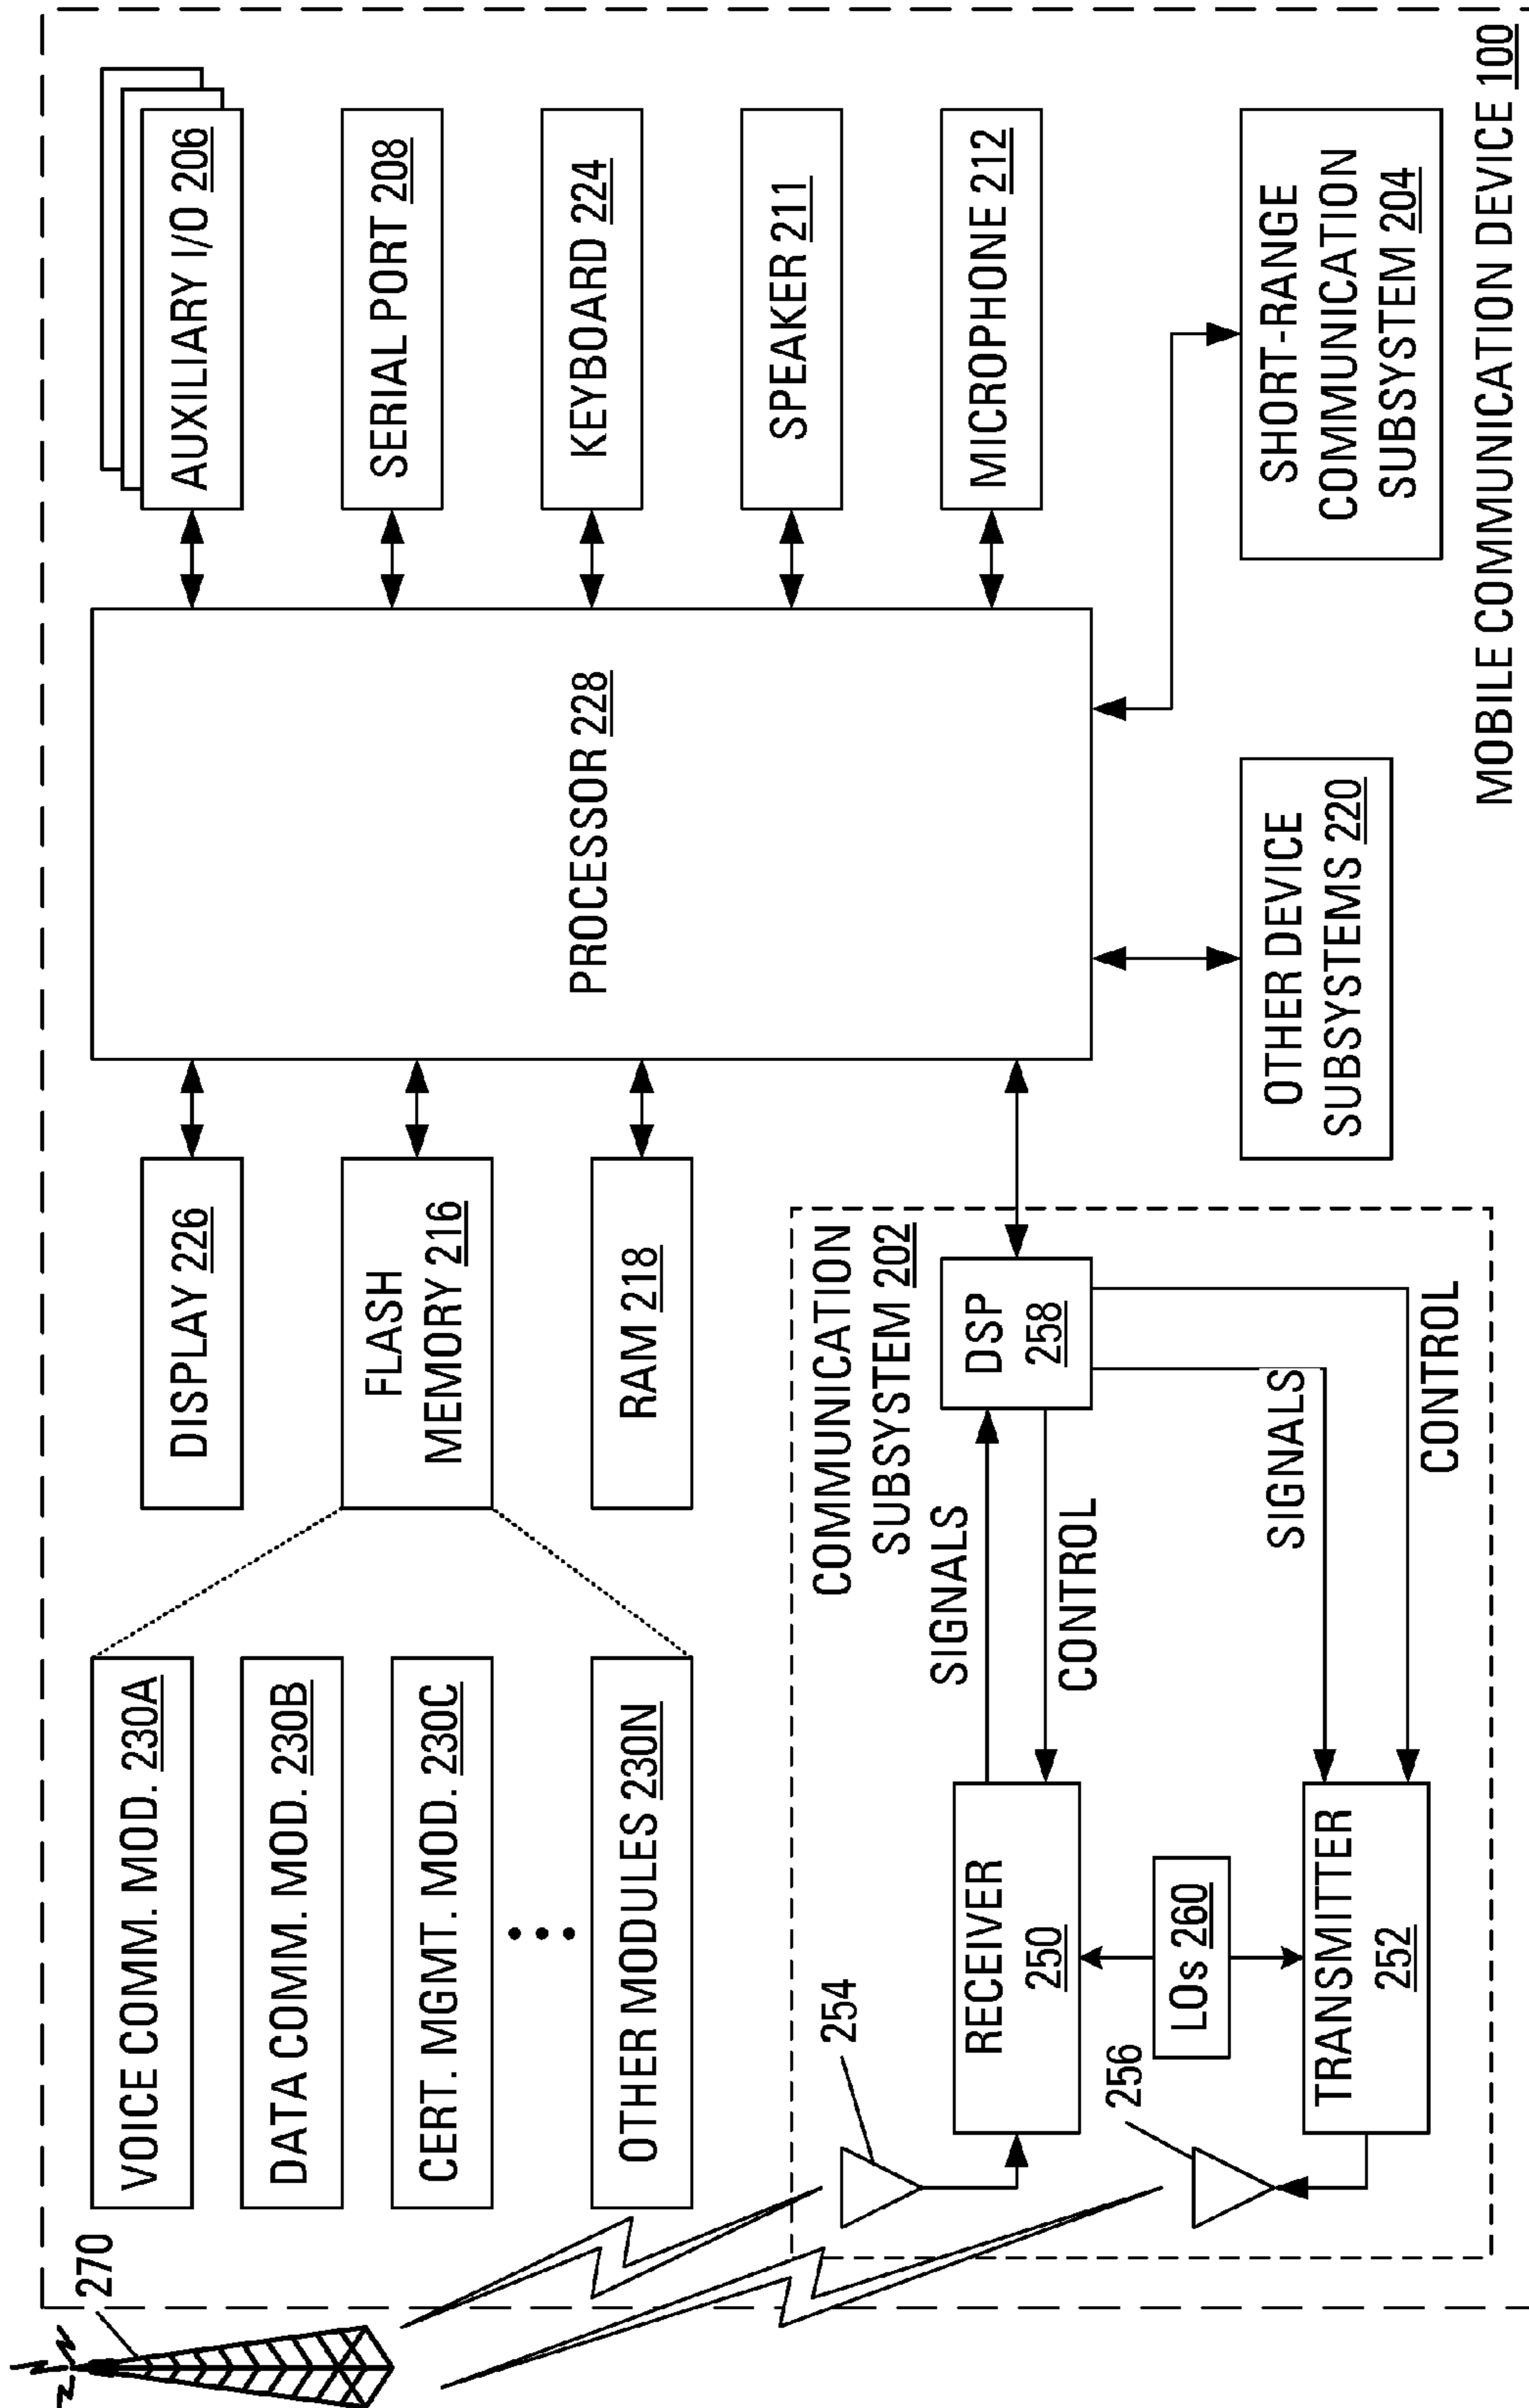 270
VOICE COMM. MOD. 230A
DATA COMM. MOD. 230B
CERT. MGMT. MOD. 230C
OTHER MODULES 230N
DISPLAY 226
FLASH
MEMORY 216
RAM 218
PROCESSOR 228
AUXILIARY I/O 206
SERIAL PORT 208
KEYBOARD 224
SPEAKER 211
MICROPHONE 212
COMMUNICATION
SUBSYSTEM 202
254
256
RECEIVER
250
LOs 260
TRANSMITTER
252
SIGNALS
CONTROL
DSP
258
SIGNALS
CONTROL
OTHER DEVICE
SUBSYSTEMS 220
SHORT-RANGE
COMMUNICATION
SUBSYSTEM 204
MOBILE COMMUNICATION DEVICE 100